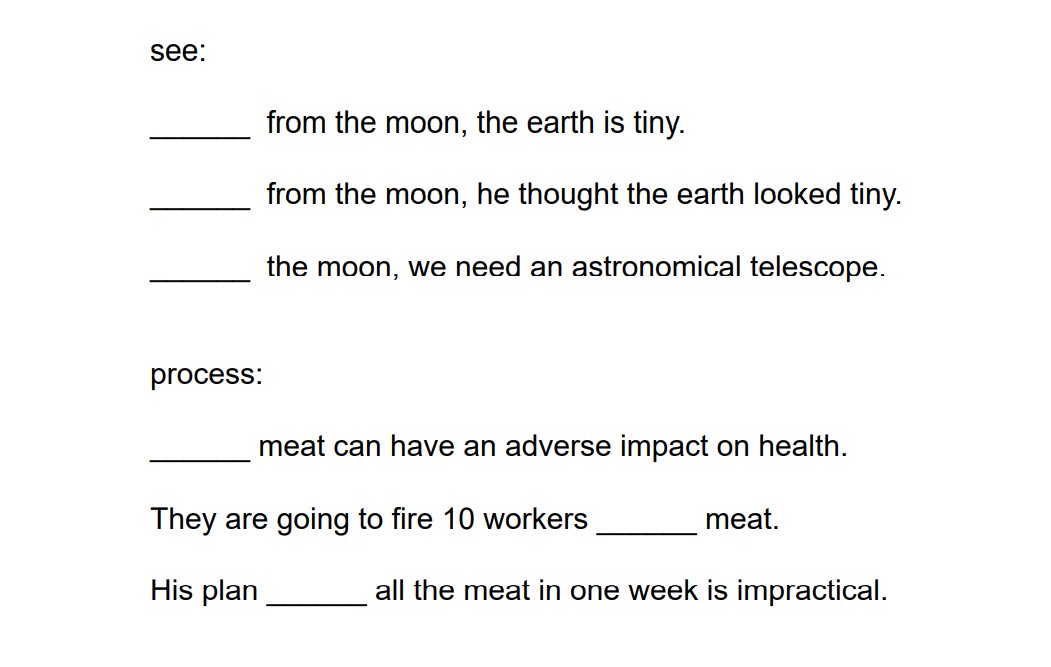 see:
______ from the moon, the earth is tiny.
______ from the moon, he thought the earth looked tiny.
______ the moon, we need an astronomical telescope.
process:
______ meat can have an adverse impact on health.
They are going to fire 10 workers ______ meat.
His plan ______ all the meat in one week is impractical.